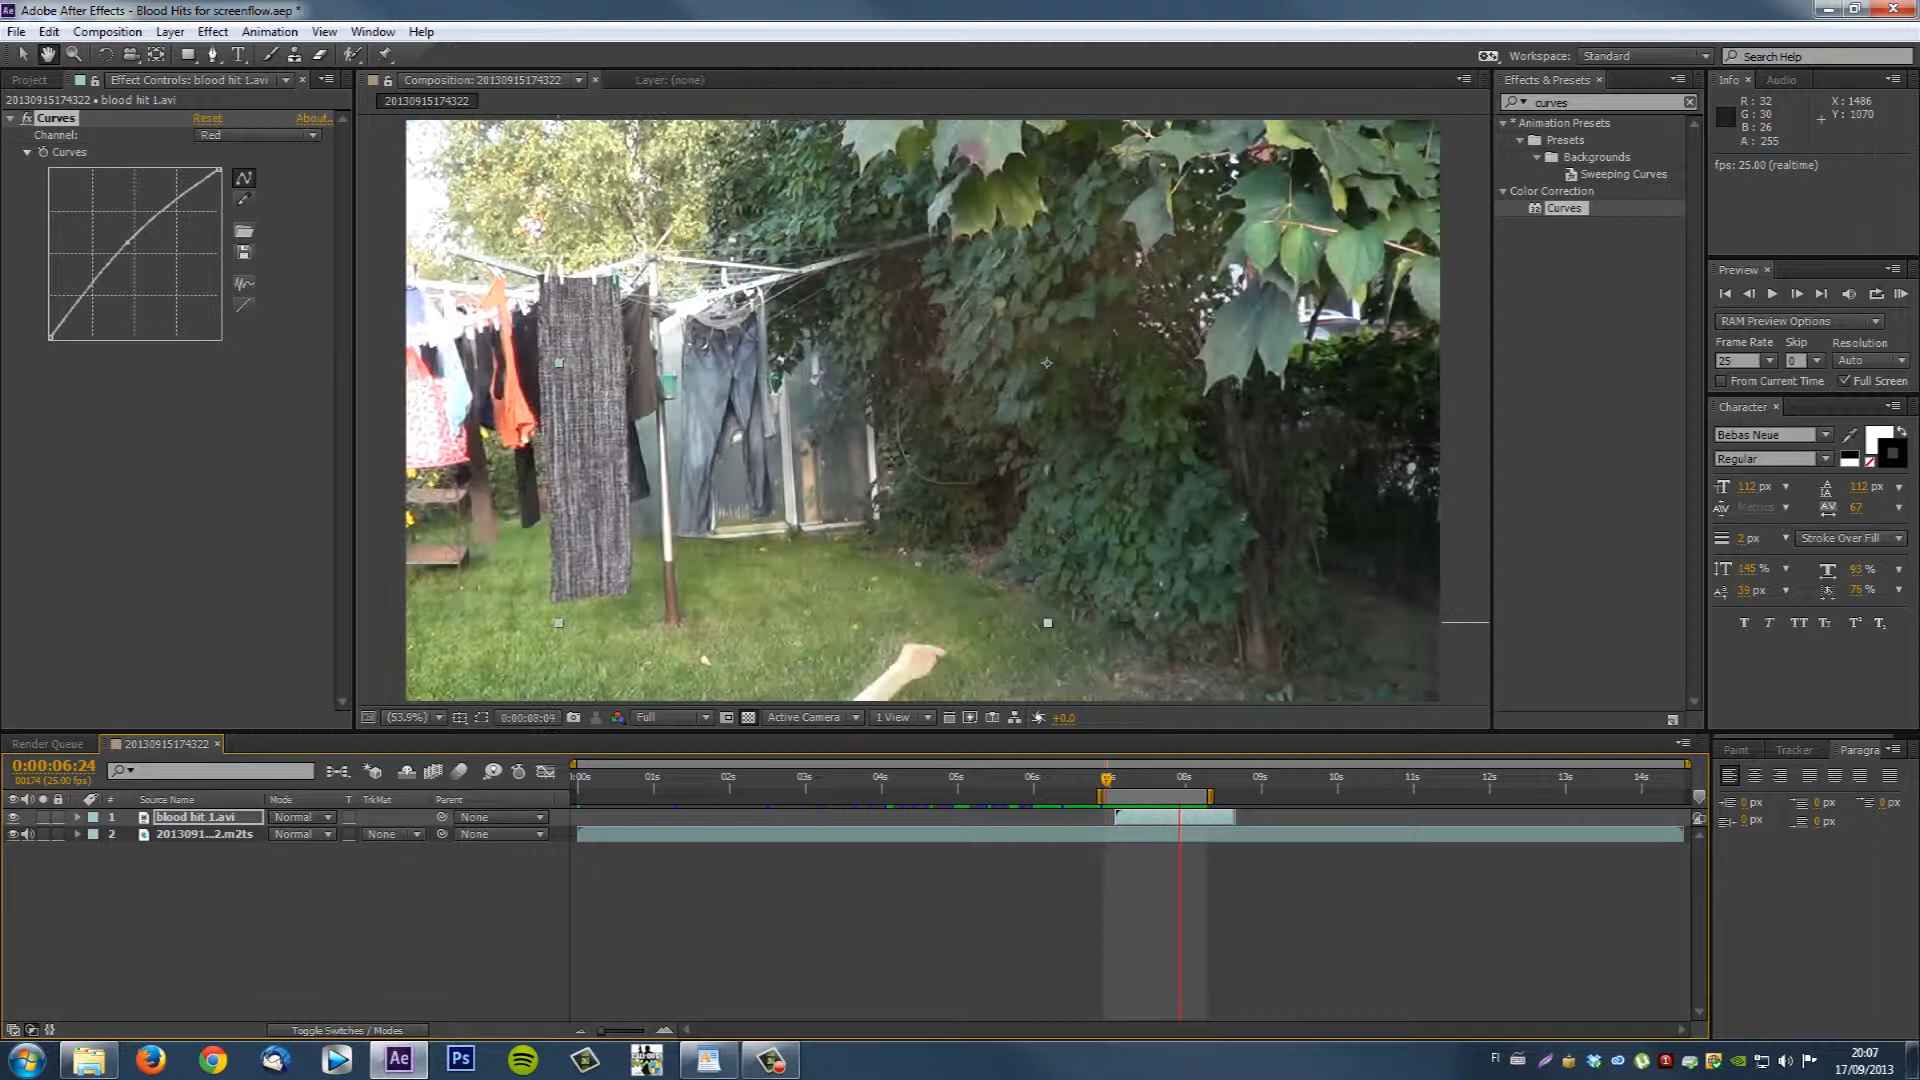 Adobe After Effects - Blood Hits for screenflow.aep *
File Edit Composition Layer Effect Animation View Window Help
Workspace: Standard Search Help
Project Effect Controls: blood hit 1.avi Composition: 20130915174322 Layer: (none) Effects & Presets Info Audio
20130915174322 • blood hit 1.avi
20130915174322
curves
R: 32 X: 1486
G: 30 Y: 1070
B: 26
A: 255
fps: 25.00 (realtime)
fx Curves Reset About...
Channel: Red
Curves
* Animation Presets
Presets
Backgrounds
Sweeping Curves
Color Correction
Curves
Preview
RAM Preview Options
Frame Rate Skip Resolution
25 0 Auto
From Current Time Full Screen
Character
Bebas Neue
Regular
112 px 112 px
Metrics 67
2 px Stroke Over Fill
145 % 93 %
39 px 76 %
(53.9%) 0:00:03:04 Full Active Camera 1 View +0.0
Render Queue 20130915174322
Paint Tracker Paragra
0:00:06:24
00174 (25.00 fps)
:00s 01s 02s 03s 04s 05s 06s 08s 09s 10s 11s 12s 13s 14s
# Source Name Mode T TrkMat Parent
1 blood hit 1.avi Normal None
2 2013091...2.m2ts Normal None None
0 px 0 px 0 px
0 px 0 px
Toggle Switches / Modes
Ae Ps FI
20:07
17/09/2013